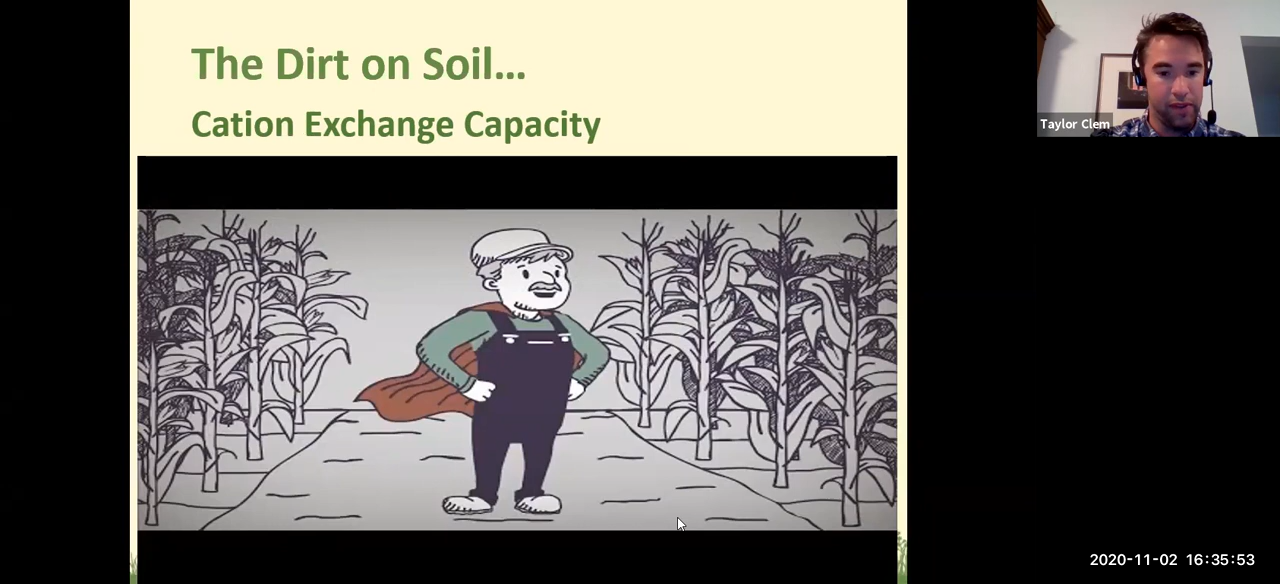 The Dirt on Soil…
Cation Exchange Capacity
Taylor Clem
2020-11-02 16:35:53